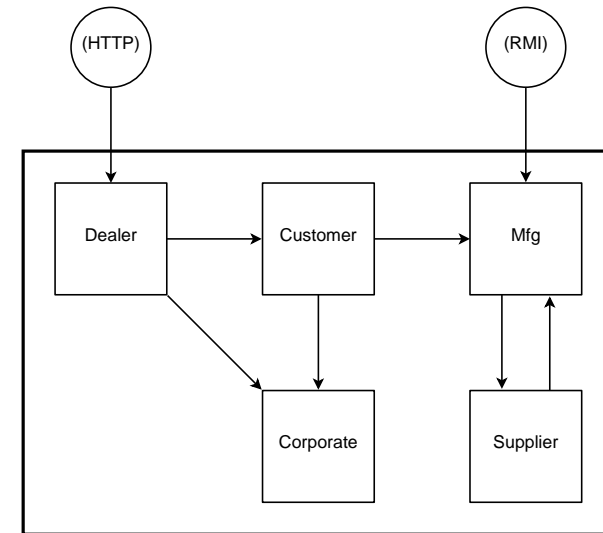 (HTTP)
(RMI)
Dealer
Customer
Mfg
Corporate
Supplier